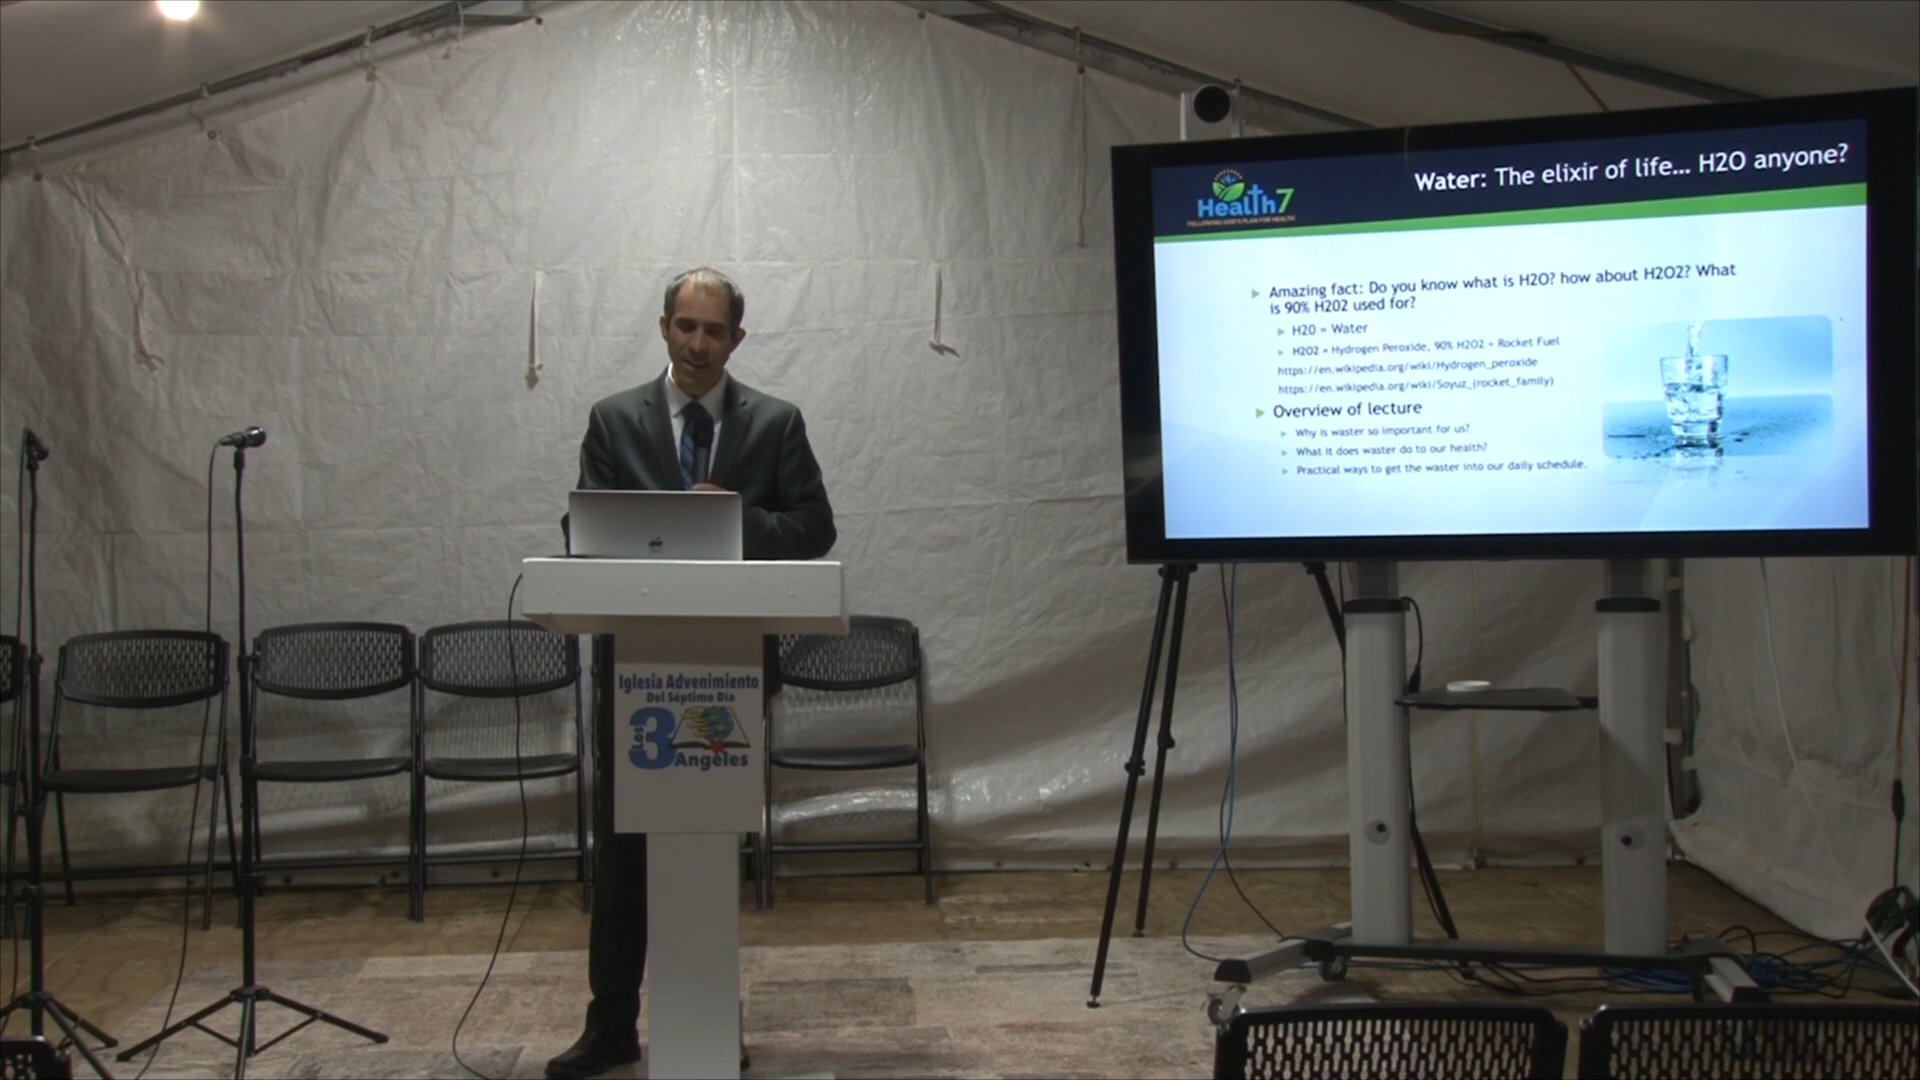 Health7
FOLLOWING GOD'S PLAN FOR HEALTH
Water: The elixir of life... H2O anyone?
Amazing fact: Do you know what is H2O? how about H2O2? What
is 90% H2O2 used for?
H20 = Water
H2O2 = Hydrogen Peroxide, 90% H2O2 = Rocket Fuel
https://en.wikipedia.org/wiki/Hydrogen_peroxide
https://en.wikipedia.org/wiki/Soyuz_(rocket_family)
Overview of lecture
Why is waster so important for us?
What it does waster do to our health?
Practical ways to get the waster into our daily schedule.
Iglesia Advenimiento
Del Séptimo Día
Los 3
Angeles